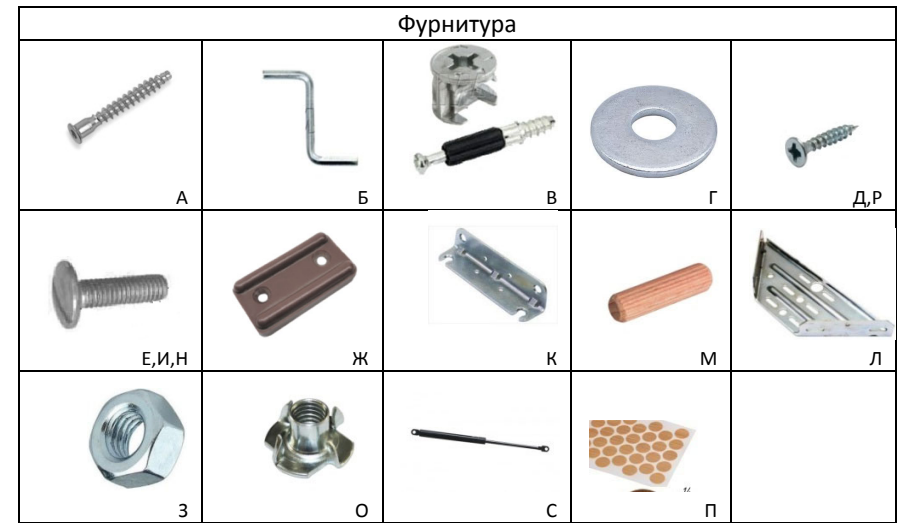 Фурнитура
А
Б
В
Г
Д,Р
Е,И,Н
Ж
К
М
Л
З
О
С
П